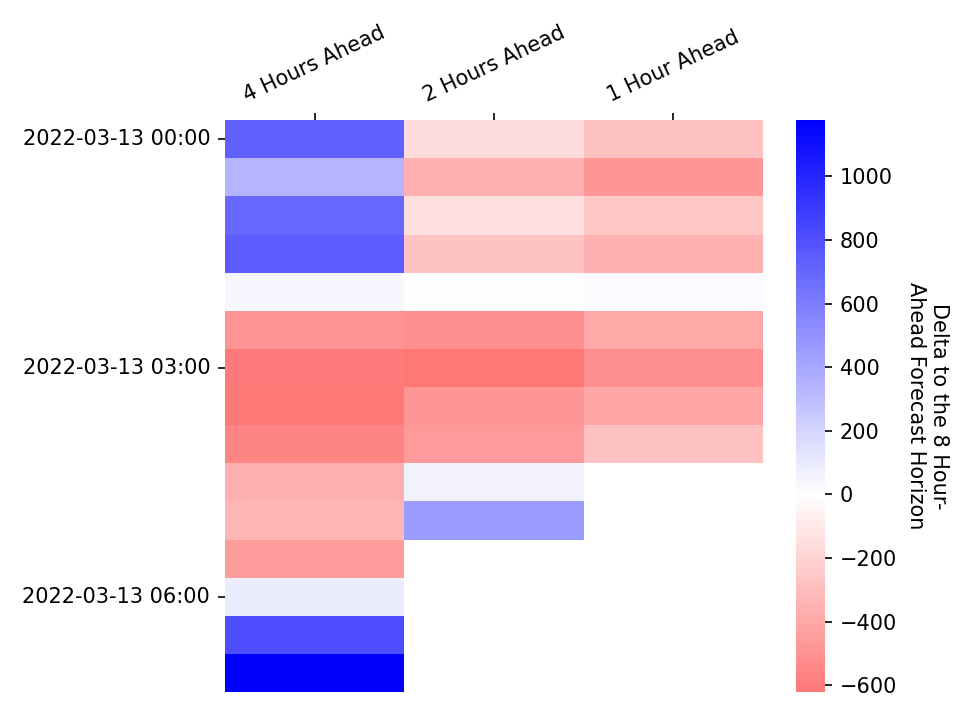 4 Hours Ahead
2 Hours Ahead
1 Hour Ahead
2022-03-13 00:00
2022-03-13 03:00
2022-03-13 06:00
1000
800
600
400
200
0
−200
−400
−600
Delta to the 8 Hour-
Ahead Forecast Horizon